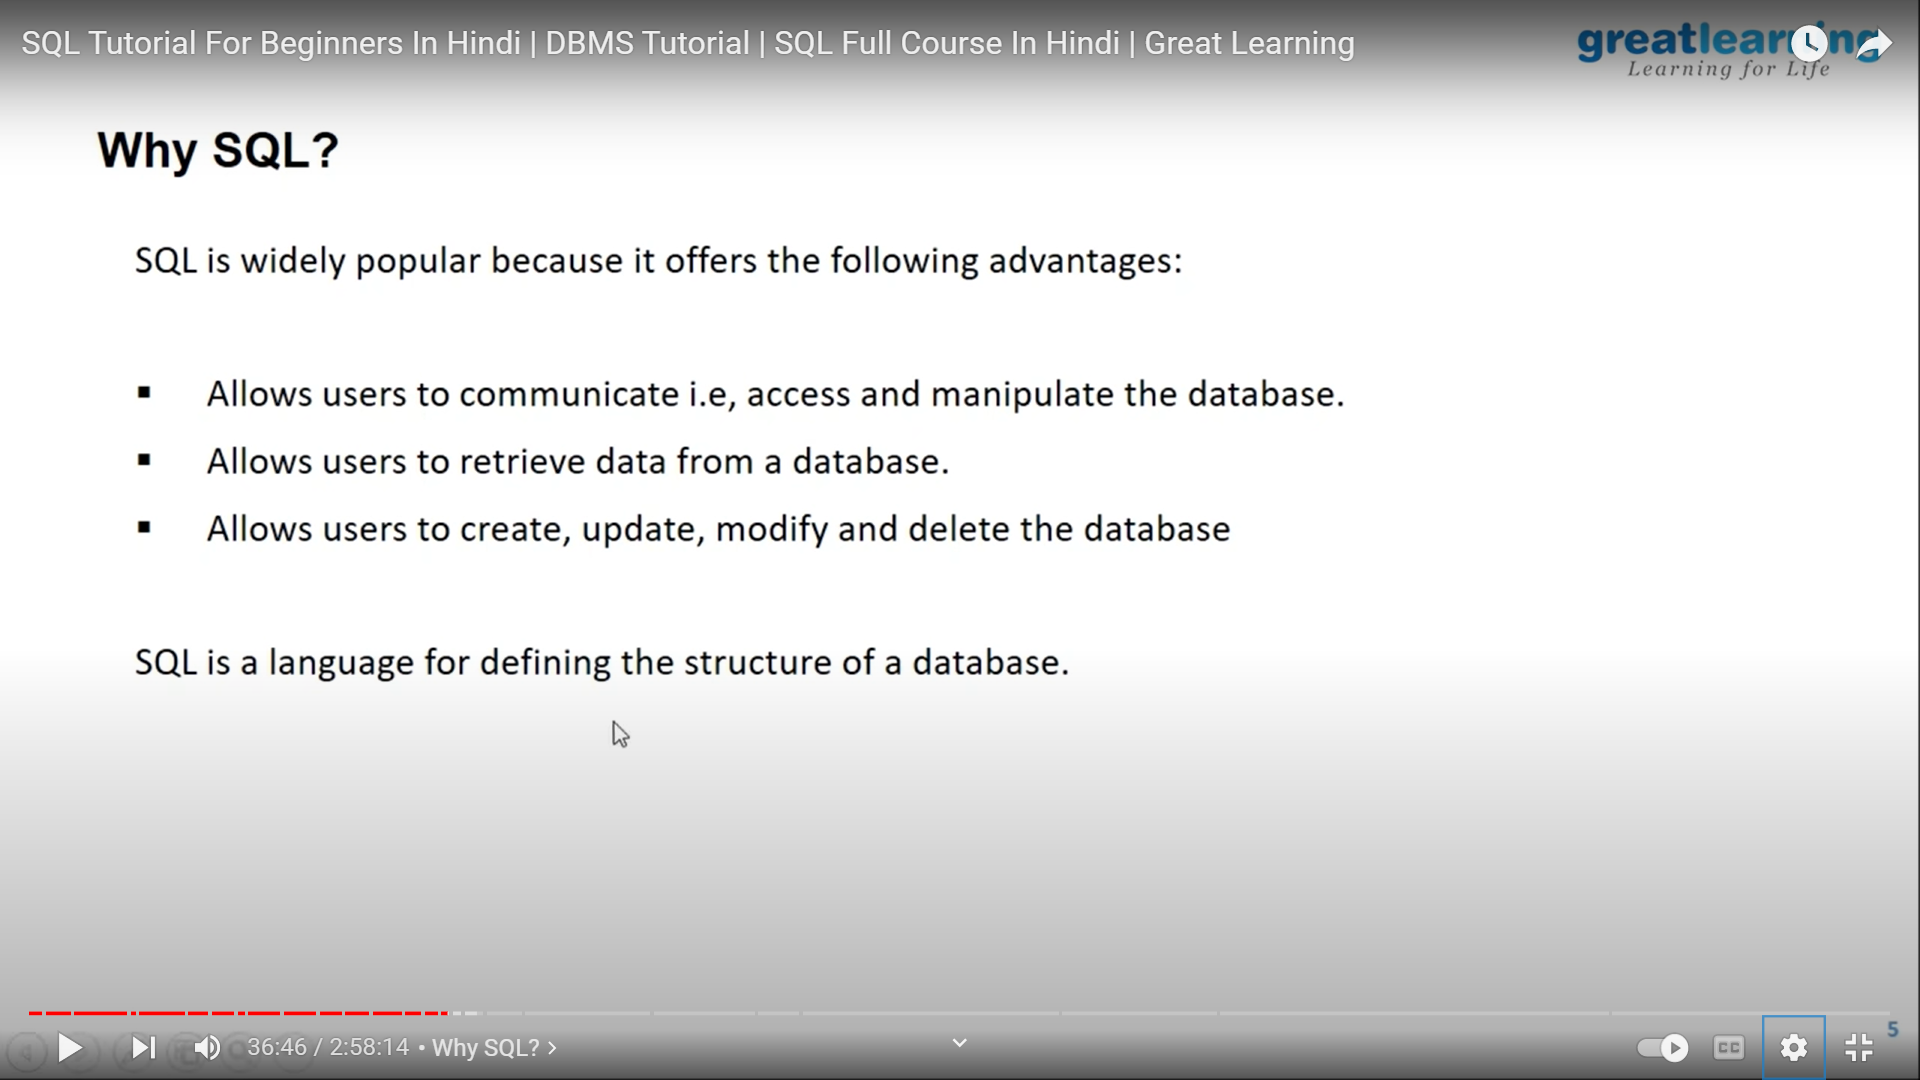 SQL Tutorial For Beginners In Hindi | DBMS Tutorial | SQL Full Course In Hindi | Great Learning
greatlearning
Learning for Life
Why SQL?
SQL is widely popular because it offers the following advantages:
▪ Allows users to communicate i.e, access and manipulate the database.
▪ Allows users to retrieve data from a database.
▪ Allows users to create, update, modify and delete the database
SQL is a language for defining the structure of a database.
5
36:46 / 2:58:14 • Why SQL? >
CC